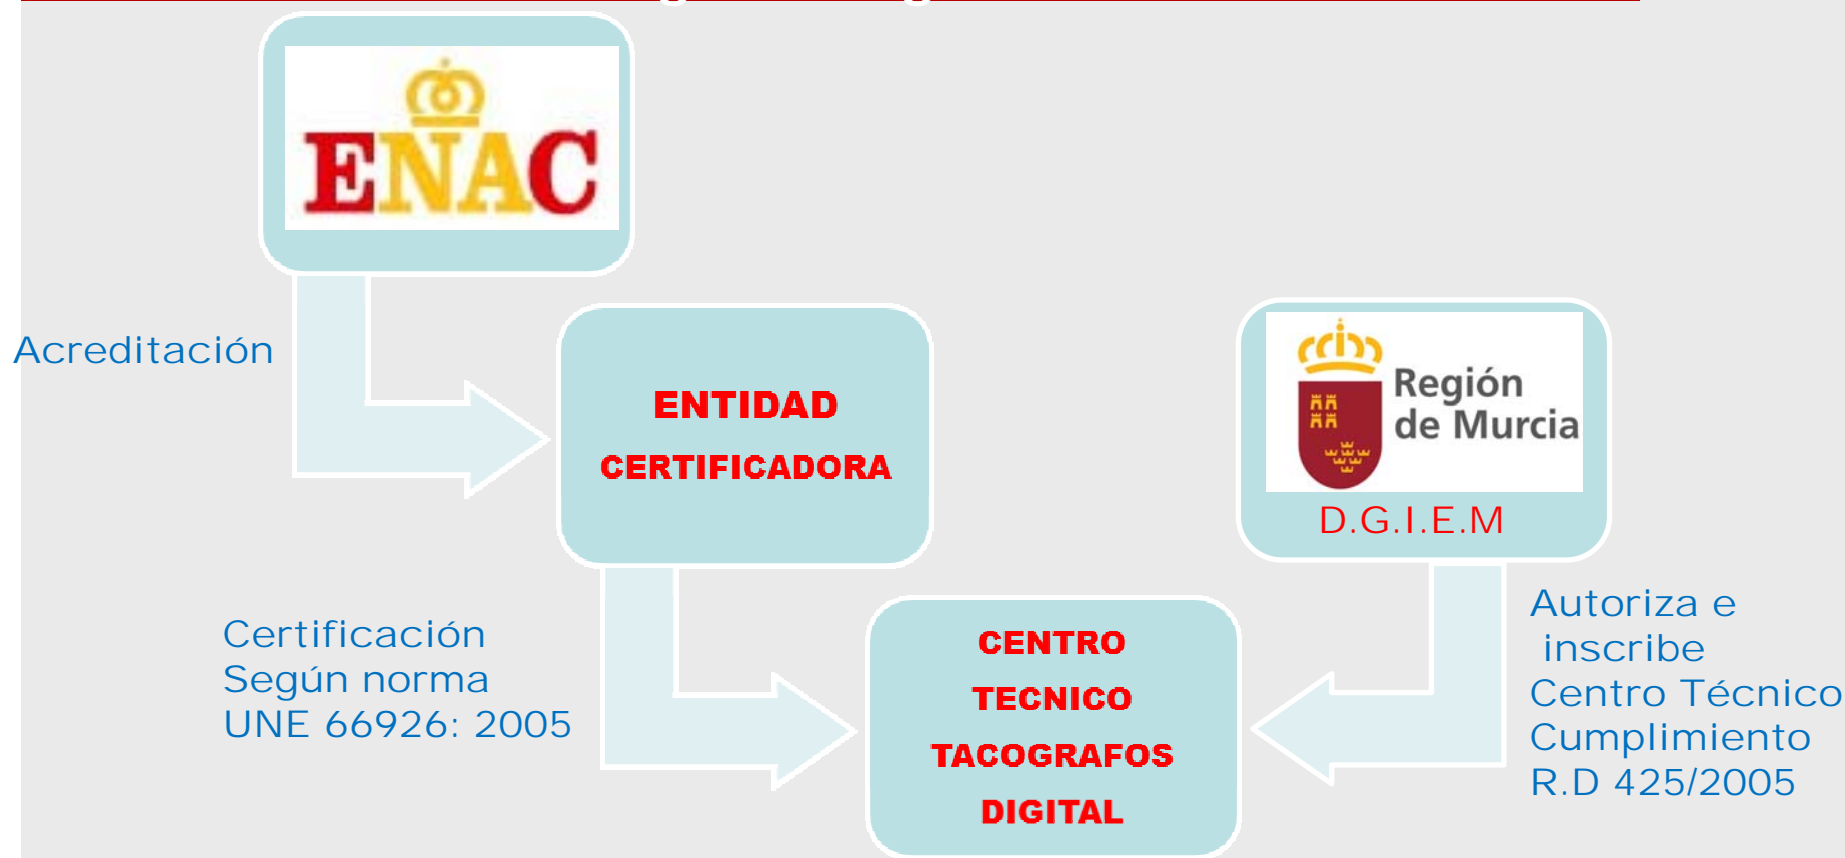 ENAC
Acreditación
ENTIDAD
CERTIFICADORA
Región
de Murcia
D.G.I.E.M
Certificación
Según norma
UNE 66926: 2005
CENTRO
TECNICO
TACOGRAFOS
DIGITAL
Autoriza e
inscribe
Centro Técnico
Cumplimiento
R.D 425/2005